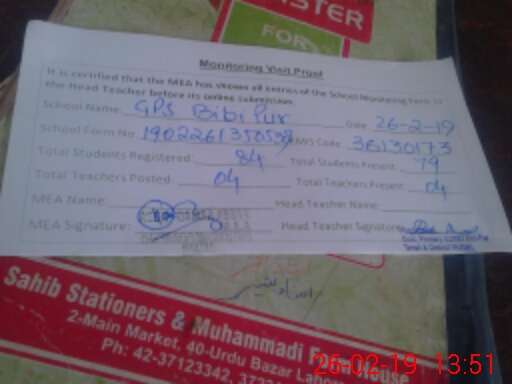 STER
FOR
Monitoring Visit Proof
It is certified that the MEA has shown all entries of the School Monitoring Form to
the Head Teacher before its online submission.
School Name: GPS Bibi Pur Date 26-2-19
School Form No: EMIS Code: 36130173
Total Students Registered: 84 Total Students Present: 79
Total Teachers Posted: 04 Total Teachers Present: 04
MEA Name: Head Teacher Name:
MEA Signature: Head Teacher Signature
Sahib Stationers & Muhammadi Form House
2-Main Market, 40-Urdu Bazar Lahore
Ph: 42-37123342,
26-02-19 13:51